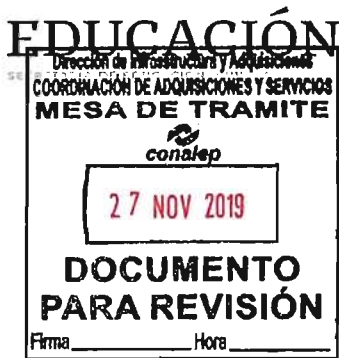 EDUCACIÓN
Dirección de Infraestructura y Adquisiciones
COORDINACIÓN DE ADQUISICIONES Y SERVICIOS
MESA DE TRAMITE
conalep
27 NOV 2019
DOCUMENTO
PARA REVISIÓN
Firma Hora